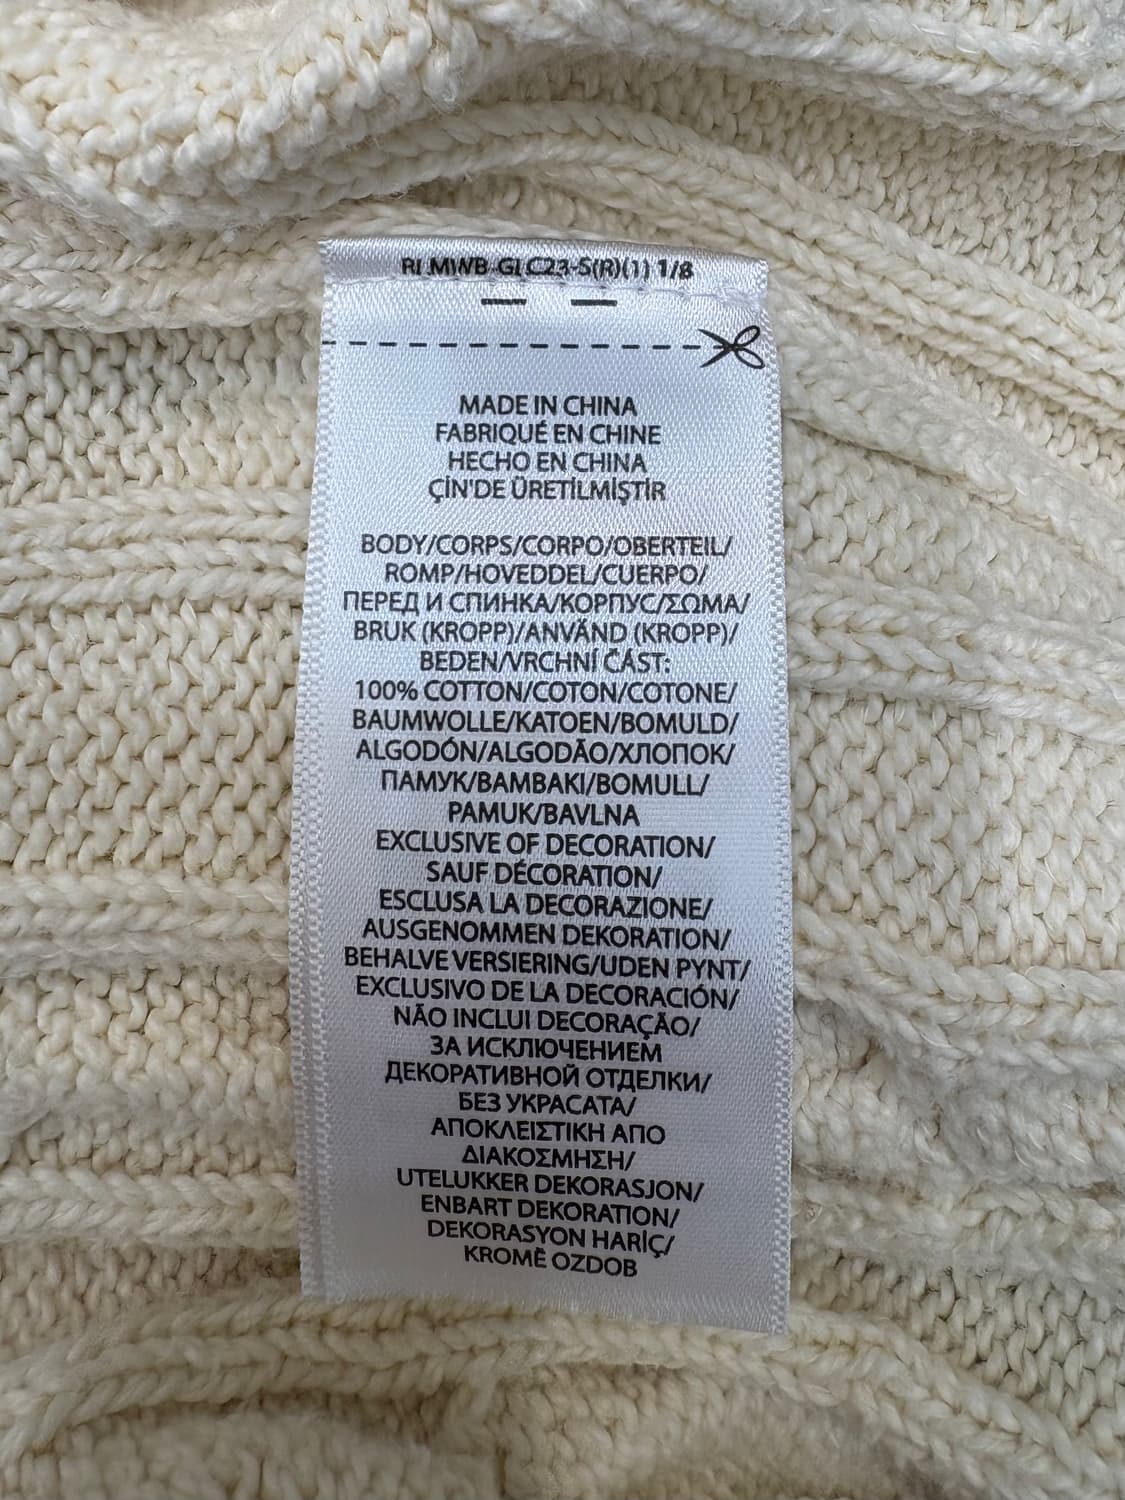 RL MWB-GLC23-S(R)(1) 1/8
MADE IN CHINA
FABRIQUÉ EN CHINE
HECHO EN CHINA
ÇİN'DE ÜRETİLMİŞTİR
BODY/CORPS/CORPO/OBERTEIL/
ROMP/HOVEDDEL/CUERPO/
ПЕРЕД И СПИНКА/КОРПУС/ΣΩΜΑ/
BRUK (KROPP)/ANVÄND (KROPP)/
BEDEN/VRCHNÍ ČÁST:
100% COTTON/COTON/COTONE/
BAUMWOLLE/KATOEN/BOMULD/
ALGODÓN/ALGODÃO/ХЛОПОК/
ПАМУК/BAMBAKI/BOMULL/
PAMUK/BAVLNA
EXCLUSIVE OF DECORATION/
SAUF DÉCORATION/
ESCLUSA LA DECORAZIONE/
AUSGENOMMEN DEKORATION/
BEHALVE VERSIERING/UDEN PYNT/
EXCLUSIVO DE LA DECORACIÓN/
NÃO INCLUI DECORAÇÃO/
ЗА ИСКЛЮЧЕНИЕМ
ДЕКОРАТИВНОЙ ОТДЕЛКИ/
БЕЗ УКРАСАТА/
ΑΠΟΚΛΕΙΣΤΙΚΗ ΑΠΟ
ΔΙΑΚΟΣΜΗΣΗ/
UTELUKKER DEKORASJON/
ENBART DEKORATION/
DEKORASYON HARİÇ/
KROMĚ OZDOB